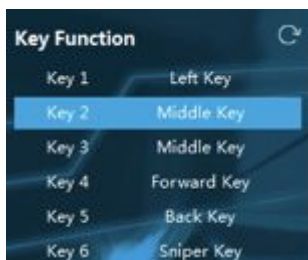 Key Function
Key 1 Left Key
Key 2 Middle Key
Key 3 Middle Key
Key 4 Forward Key
Key 5 Back Key
Key 6 Sniper Key